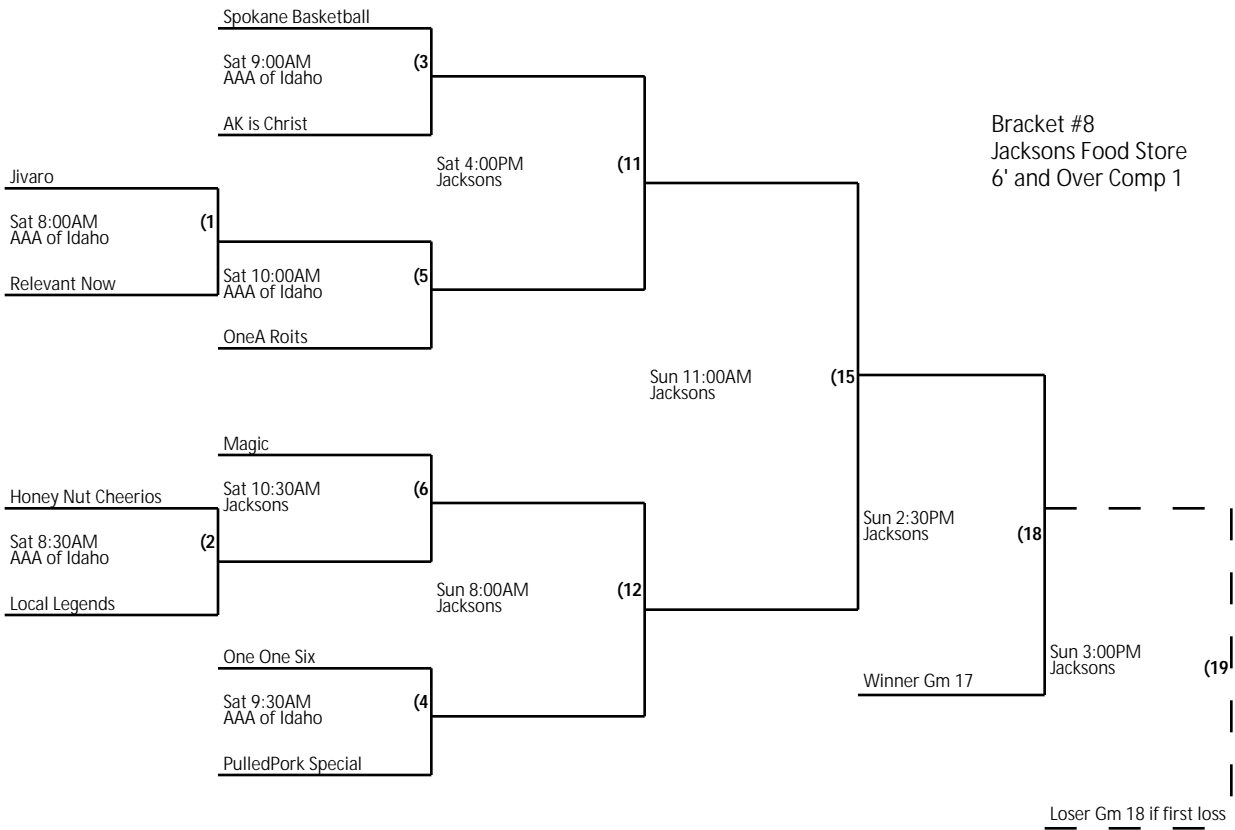 Spokane Basketball
Sat 9:00AM
AAA of Idaho
(3
AK is Christ
Bracket #8
Jacksons Food Store
6' and Over Comp 1
Sat 4:00PM
Jacksons
(11
Jivaro
Sat 8:00AM
AAA of Idaho
(1
Relevant Now
Sat 10:00AM
AAA of Idaho
(5
OneA Roits
Sun 11:00AM
Jacksons
(15
Magic
Sat 10:30AM
Jacksons
(6
Honey Nut Cheerios
Sat 8:30AM
AAA of Idaho
(2
Local Legends
Sun 2:30PM
Jacksons
(18
Sun 8:00AM
Jacksons
(12
One One Six
Sat 9:30AM
AAA of Idaho
(4
PulledPork Special
Winner Gm 17
Sun 3:00PM
Jacksons
(19
Loser Gm 18 if first loss